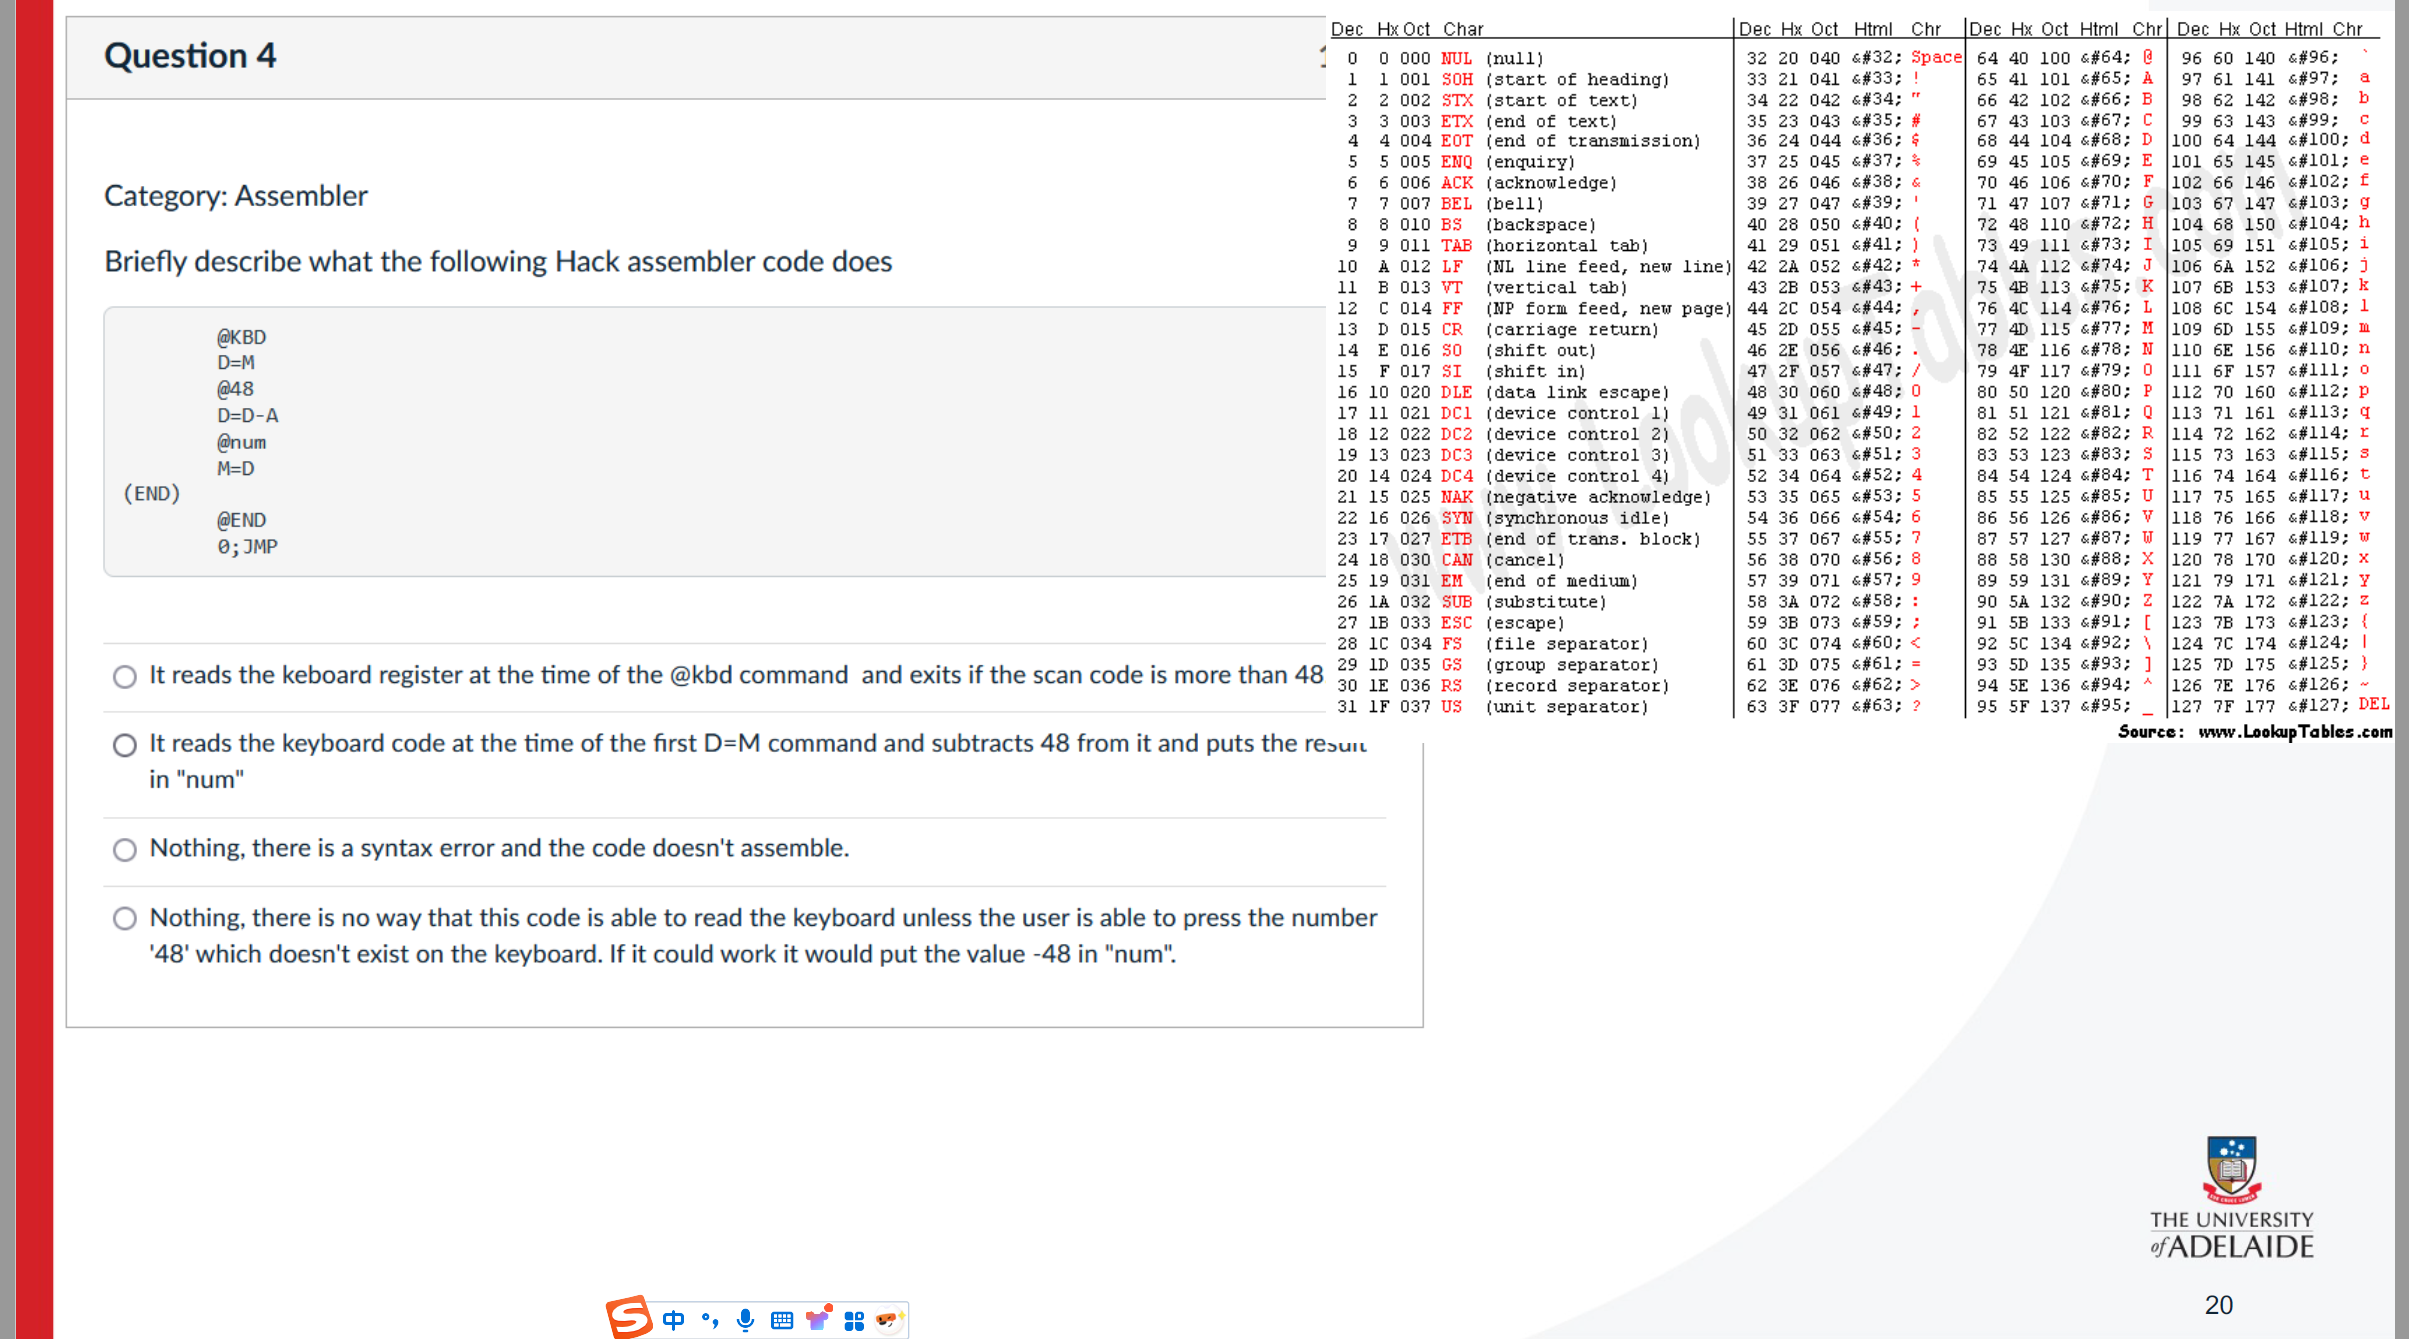 Question 4
Category: Assembler
Briefly describe what the following Hack assembler code does
@KBD
D=M
@48
D=D-A
@num
M=D
(END)
@END
0;JMP
It reads the keboard register at the time of the @kbd command and exits if the scan code is more than 48
It reads the keyboard code at the time of the first D=M command and subtracts 48 from it and puts the result
in "num"
Nothing, there is a syntax error and the code doesn't assemble.
Nothing, there is no way that this code is able to read the keyboard unless the user is able to press the number
'48' which doesn't exist on the keyboard. If it could work it would put the value -48 in "num".
Dec Hx Oct Char Dec Hx Oct Html Chr Dec Hx Oct Html Chr Dec Hx Oct Html Chr
0 0 000 NUL (null) 32 20 040 &#32; Space 64 40 100 &#64; @ 96 60 140 &#96; `
1 1 001 SOH (start of heading) 33 21 041 &#33; ! 65 41 101 &#65; A 97 61 141 &#97; a
2 2 002 STX (start of text) 34 22 042 &#34; " 66 42 102 &#66; B 98 62 142 &#98; b
3 3 003 ETX (end of text) 35 23 043 &#35; # 67 43 103 &#67; C 99 63 143 &#99; c
4 4 004 EOT (end of transmission) 36 24 044 &#36; $ 68 44 104 &#68; D 100 64 144 &#100; d
5 5 005 ENQ (enquiry) 37 25 045 &#37; % 69 45 105 &#69; E 101 65 145 &#101; e
6 6 006 ACK (acknowledge) 38 26 046 &#38; & 70 46 106 &#70; F 102 66 146 &#102; f
7 7 007 BEL (bell) 39 27 047 &#39; ' 71 47 107 &#71; G 103 67 147 &#103; g
8 8 010 BS (backspace) 40 28 050 &#40; ( 72 48 110 &#72; H 104 68 150 &#104; h
9 9 011 TAB (horizontal tab) 41 29 051 &#41; ) 73 49 111 &#73; I 105 69 151 &#105; i
10 A 012 LF (NL line feed, new line) 42 2A 052 &#42; * 74 4A 112 &#74; J 106 6A 152 &#106; j
11 B 013 VT (vertical tab) 43 2B 053 &#43; + 75 4B 113 &#75; K 107 6B 153 &#107; k
12 C 014 FF (NP form feed, new page) 44 2C 054 &#44; , 76 4C 114 &#76; L 108 6C 154 &#108; l
13 D 015 CR (carriage return) 45 2D 055 &#45; - 77 4D 115 &#77; M 109 6D 155 &#109; m
14 E 016 SO (shift out) 46 2E 056 &#46; . 78 4E 116 &#78; N 110 6E 156 &#110; n
15 F 017 SI (shift in) 47 2F 057 &#47; / 79 4F 117 &#79; O 111 6F 157 &#111; o
16 10 020 DLE (data link escape) 48 30 060 &#48; 0 80 50 120 &#80; P 112 70 160 &#112; p
17 11 021 DC1 (device control 1) 49 31 061 &#49; 1 81 51 121 &#81; Q 113 71 161 &#113; q
18 12 022 DC2 (device control 2) 50 32 062 &#50; 2 82 52 122 &#82; R 114 72 162 &#114; r
19 13 023 DC3 (device control 3) 51 33 063 &#51; 3 83 53 123 &#83; S 115 73 163 &#115; s
20 14 024 DC4 (device control 4) 52 34 064 &#52; 4 84 54 124 &#84; T 116 74 164 &#116; t
21 15 025 NAK (negative acknowledge) 53 35 065 &#53; 5 85 55 125 &#85; U 117 75 165 &#117; u
22 16 026 SYN (synchronous idle) 54 36 066 &#54; 6 86 56 126 &#86; V 118 76 166 &#118; v
23 17 027 ETB (end of trans. block) 55 37 067 &#55; 7 87 57 127 &#87; W 119 77 167 &#119; w
24 18 030 CAN (cancel) 56 38 070 &#56; 8 88 58 130 &#88; X 120 78 170 &#120; x
25 19 031 EM (end of medium) 57 39 071 &#57; 9 89 59 131 &#89; Y 121 79 171 &#121; y
26 1A 032 SUB (substitute) 58 3A 072 &#58; : 90 5A 132 &#90; Z 122 7A 172 &#122; z
27 1B 033 ESC (escape) 59 3B 073 &#59; ; 91 5B 133 &#91; [ 123 7B 173 &#123; {
28 1C 034 FS (file separator) 60 3C 074 &#60; < 92 5C 134 &#92; \ 124 7C 174 &#124; |
29 1D 035 GS (group separator) 61 3D 075 &#61; = 93 5D 135 &#93; ] 125 7D 175 &#125; }
30 1E 036 RS (record separator) 62 3E 076 &#62; > 94 5E 136 &#94; ^ 126 7E 176 &#126; ~
31 1F 037 US (unit separator) 63 3F 077 &#63; ? 95 5F 137 &#95; _ 127 7F 177 &#127; DEL
Source: www.LookupTables.com
www.LookupTables.com
THE UNIVERSITY
of ADELAIDE
20
S 中